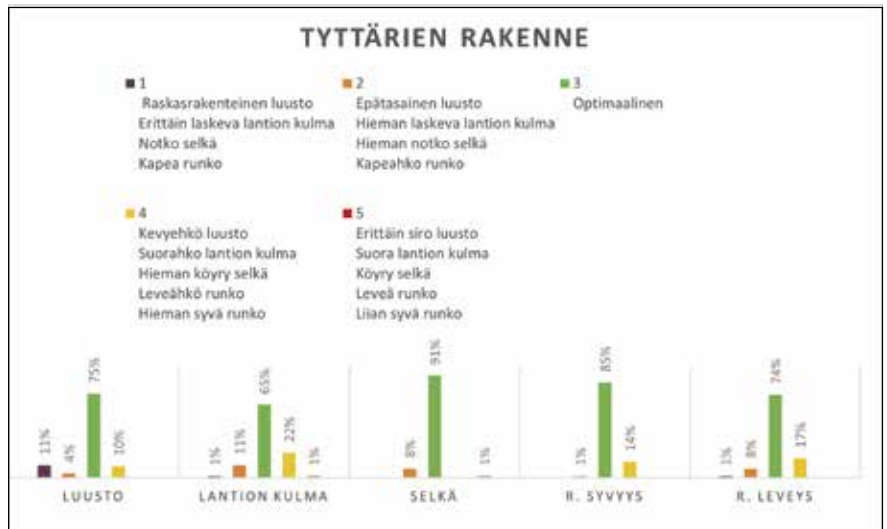 TYTTÄRIEN RAKENNE
1
Raskasrakenteinen luusto
Erittäin laskeva lantion kulma
Notko selkä
Kapea runko
2
Epätasainen luusto
Hieman laskeva lantion kulma
Hieman notko selkä
Kapeahko runko
3
Optimaalinen
4
Kevyehkö luusto
Suorahko lantion kulma
Hieman köyry selkä
Leveähkö runko
Hieman syvä runko
5
Erittäin siro luusto
Suora lantion kulma
Köyry selkä
Leveä runko
Liian syvä runko
11% 4% 75% 10%
1% 11% 65% 22% 1%
8% 91% 1%
1% 85% 14%
1% 8% 74% 17%
LUUSTO LANTION KULMA SELKÄ R. SYVYYS R. LEVEYS